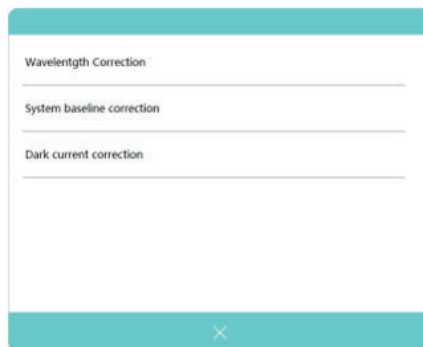 Wavelentgth Correction
System baseline correction
Dark current correction